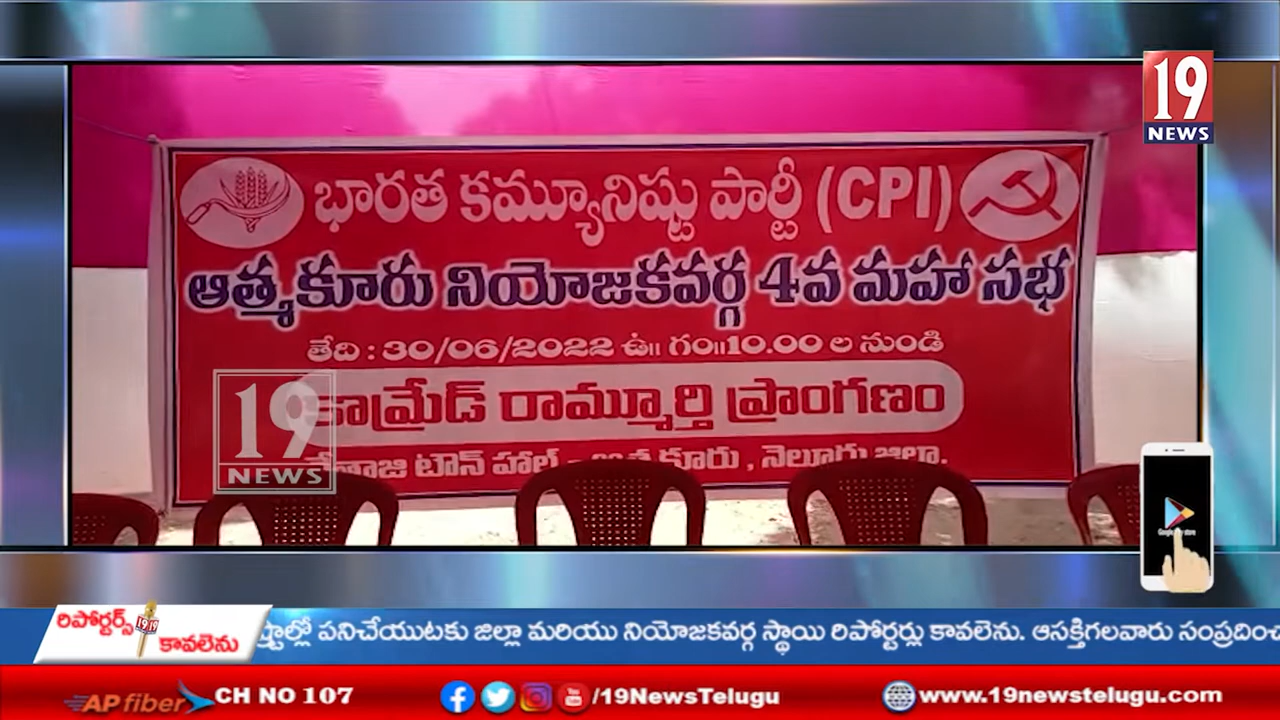 19
NEWS
భారత కమ్యూనిష్టు పార్టీ (CPI)
ఆత్మకూరు నియోజకవర్గ 4వ మహా సభ
తేది : 30/06/2022 ఉ॥ గం॥10.00 ల నుండి
కామ్రేడ్ రామ్మూర్తి ప్రాంగణం
టౌన్ హాల్ - ఆత్మకూరు, నెల్లూరు జిల్లా.
19
NEWS
రిపోర్టర్స్
కావలెను
పనిచేయుటకు జిల్లా మరియు నియోజకవర్గ స్థాయి రిపోర్టర్లు కావలెను. ఆసక్తిగలవారు
AP fiber CH NO 107
/19NewsTelugu
www.19newstelugu.com